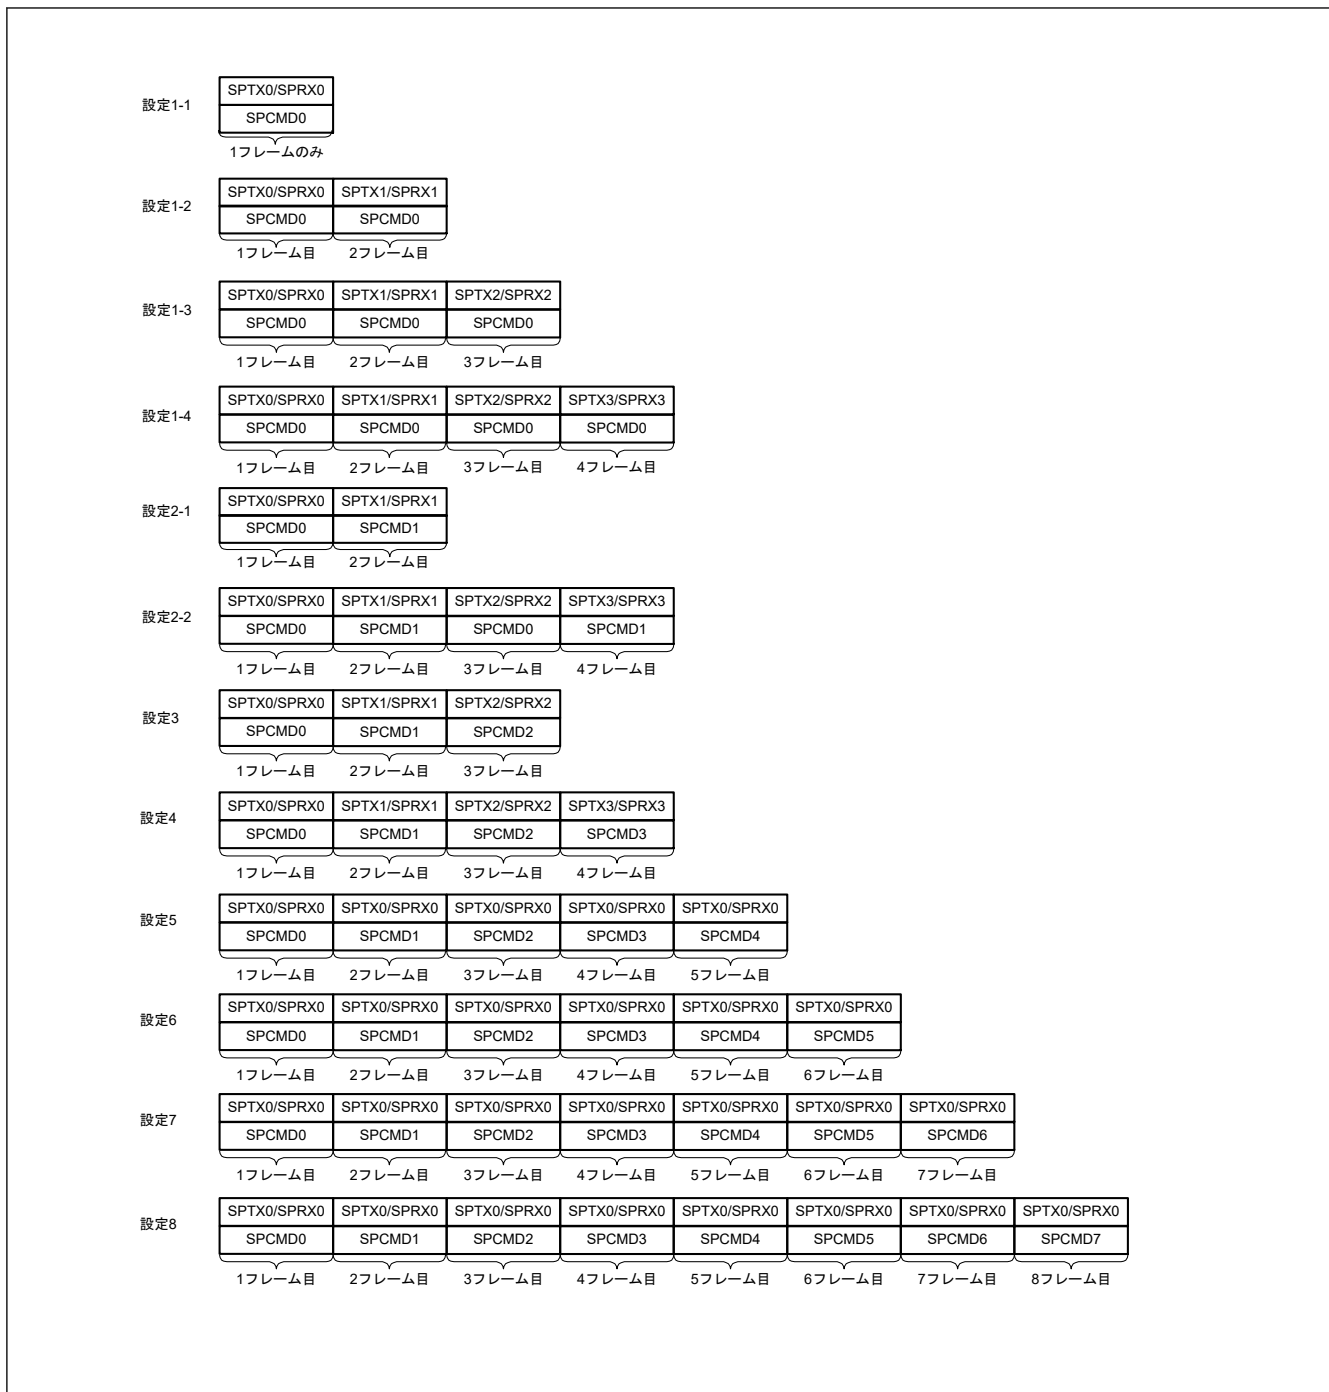 設定1-1
SPTX0/SPRX0
SPCMD0
1フレームのみ
設定1-2
SPTX0/SPRX0 SPTX1/SPRX1
SPCMD0 SPCMD0
1フレーム目 2フレーム目
設定1-3
SPTX0/SPRX0 SPTX1/SPRX1 SPTX2/SPRX2
SPCMD0 SPCMD0 SPCMD0
1フレーム目 2フレーム目 3フレーム目
設定1-4
SPTX0/SPRX0 SPTX1/SPRX1 SPTX2/SPRX2 SPTX3/SPRX3
SPCMD0 SPCMD0 SPCMD0 SPCMD0
1フレーム目 2フレーム目 3フレーム目 4フレーム目
設定2-1
SPTX0/SPRX0 SPTX1/SPRX1
SPCMD0 SPCMD1
1フレーム目 2フレーム目
設定2-2
SPTX0/SPRX0 SPTX1/SPRX1 SPTX2/SPRX2 SPTX3/SPRX3
SPCMD0 SPCMD1 SPCMD0 SPCMD1
1フレーム目 2フレーム目 3フレーム目 4フレーム目
設定3
SPTX0/SPRX0 SPTX1/SPRX1 SPTX2/SPRX2
SPCMD0 SPCMD1 SPCMD2
1フレーム目 2フレーム目 3フレーム目
設定4
SPTX0/SPRX0 SPTX1/SPRX1 SPTX2/SPRX2 SPTX3/SPRX3
SPCMD0 SPCMD1 SPCMD2 SPCMD3
1フレーム目 2フレーム目 3フレーム目 4フレーム目
設定5
SPTX0/SPRX0 SPTX0/SPRX0 SPTX0/SPRX0 SPTX0/SPRX0 SPTX0/SPRX0
SPCMD0 SPCMD1 SPCMD2 SPCMD3 SPCMD4
1フレーム目 2フレーム目 3フレーム目 4フレーム目 5フレーム目
設定6
SPTX0/SPRX0 SPTX0/SPRX0 SPTX0/SPRX0 SPTX0/SPRX0 SPTX0/SPRX0 SPTX0/SPRX0
SPCMD0 SPCMD1 SPCMD2 SPCMD3 SPCMD4 SPCMD5
1フレーム目 2フレーム目 3フレーム目 4フレーム目 5フレーム目 6フレーム目
設定7
SPTX0/SPRX0 SPTX0/SPRX0 SPTX0/SPRX0 SPTX0/SPRX0 SPTX0/SPRX0 SPTX0/SPRX0 SPTX0/SPRX0
SPCMD0 SPCMD1 SPCMD2 SPCMD3 SPCMD4 SPCMD5 SPCMD6
1フレーム目 2フレーム目 3フレーム目 4フレーム目 5フレーム目 6フレーム目 7フレーム目
設定8
SPTX0/SPRX0 SPTX0/SPRX0 SPTX0/SPRX0 SPTX0/SPRX0 SPTX0/SPRX0 SPTX0/SPRX0 SPTX0/SPRX0 SPTX0/SPRX0
SPCMD0 SPCMD1 SPCMD2 SPCMD3 SPCMD4 SPCMD5 SPCMD6 SPCMD7
1フレーム目 2フレーム目 3フレーム目 4フレーム目 5フレーム目 6フレーム目 7フレーム目 8フレーム目